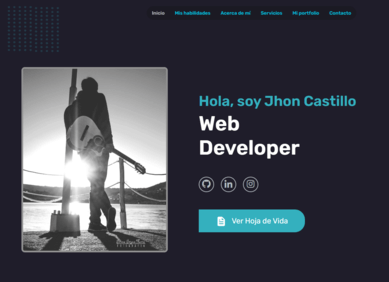 Inicio Mis habilidades Acerca de mí Servicios Mi portfolio Contacto
Hola, soy Jhon Castillo
Web
Developer
Ver Hoja de Vida